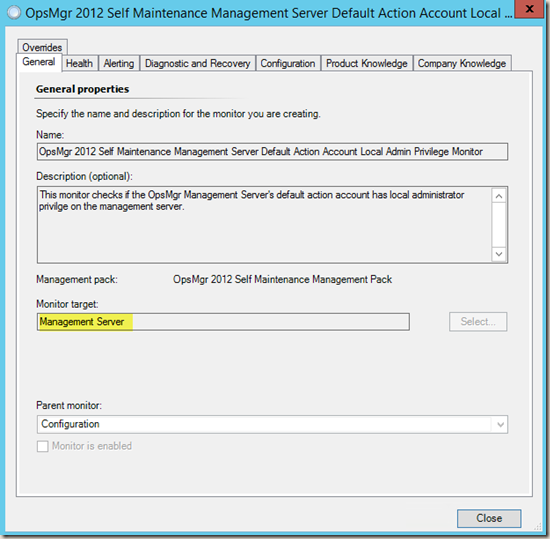 OpsMgr 2012 Self Maintenance Management Server Default Action Account Local ...
x
Overrides
General Health Alerting Diagnostic and Recovery Configuration Product Knowledge Company Knowledge
General properties
Specify the name and description for the monitor you are creating.
Name:
OpsMgr 2012 Self Maintenance Management Server Default Action Account Local Admin Privilege Monitor
Description (optional):
This monitor checks if the OpsMgr Management Server's default action account has local administrator
privilge on the management server.
Management pack: OpsMgr 2012 Self Maintenance Management Pack
Monitor target:
Management Server
Select...
Parent monitor:
Configuration
Monitor is enabled
Close